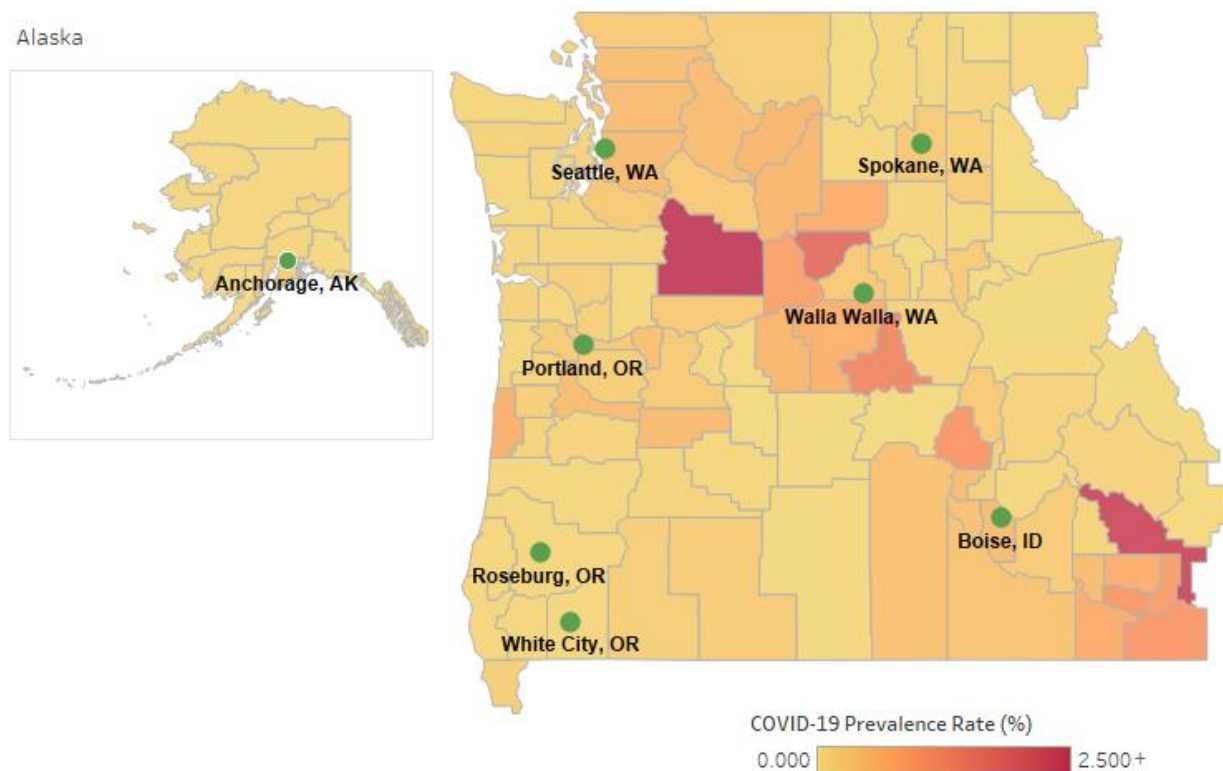 Alaska
Seattle, WA
Spokane, WA
Anchorage, AK
Walla Walla, WA
Portland, OR
Boise, ID
Roseburg, OR
White City, OR
COVID-19 Prevalence Rate (%)
0.000 2.500+